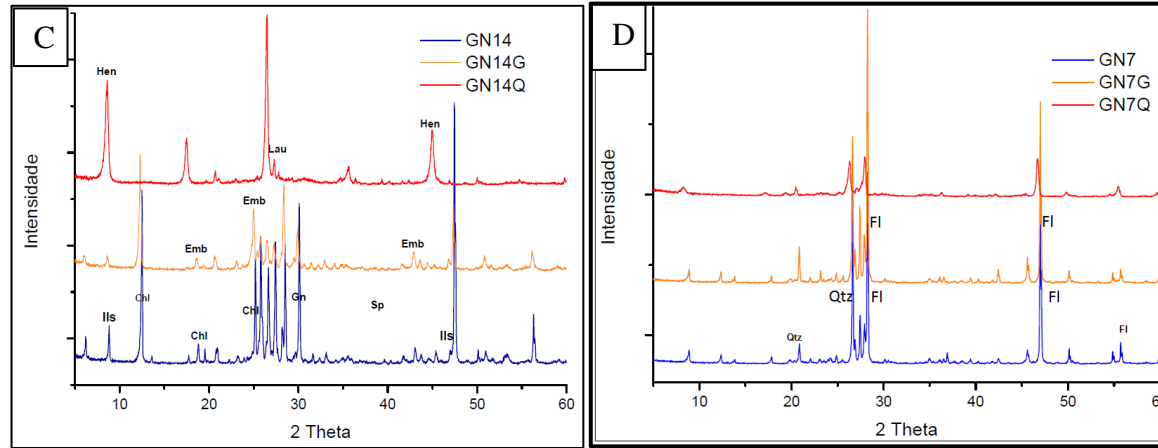 C
GN14
GN14G
GN14Q
Hen
Hen
Lau
Emb
Emb
Emb
Chl
Ils
Chl
Chl
Gn
Sp
Ils
Intensidade
10 20 30 40 50 60
2 Theta
D
GN7
GN7G
GN7Q
Fl
Fl
Qtz
Fl
Fl
Qtz
Fl
Intensidade
10 20 30 40 50 60
2 Theta